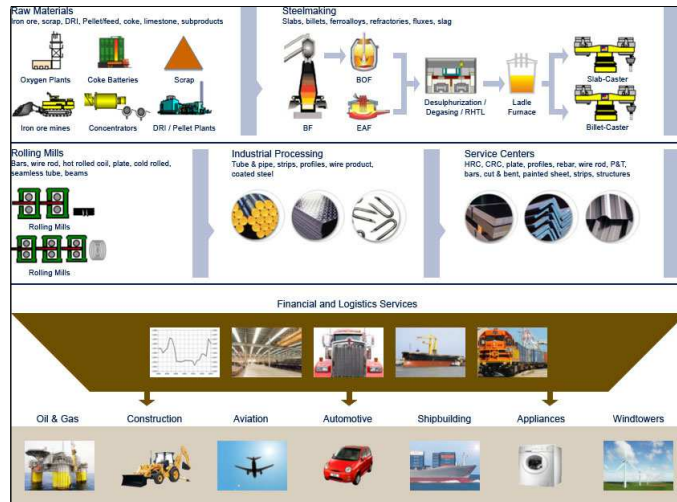 Raw Materials
Iron ore, scrap, DRI, Pellet/feed, coke, limestone, subproducts
Oxygen Plants
Coke Batteries
Scrap
Iron ore mines
Concentrators
DRI / Pellet Plants
Steelmaking
Slabs, billets, ferroalloys, refractories, fluxes, slag
BF
BOF
EAF
Desulphurization /
Degasing / RHTL
Ladle
Furnace
Slab-Caster
Billet-Caster
Rolling Mills
Bars, wire rod, hot rolled coil, plate, cold rolled,
seamless tube, beams
Rolling Mills
Rolling Mills
Industrial Processing
Tube & pipe, strips, profiles, wire product,
coated steel
Service Centers
HRC, CRC, plate, profiles, rebar, wire rod, P&T,
bars, cut & bent, painted sheet, strips, structures
Financial and Logistics Services
Oil & Gas
Construction
Aviation
Automotive
Shipbuilding
Appliances
Windtowers